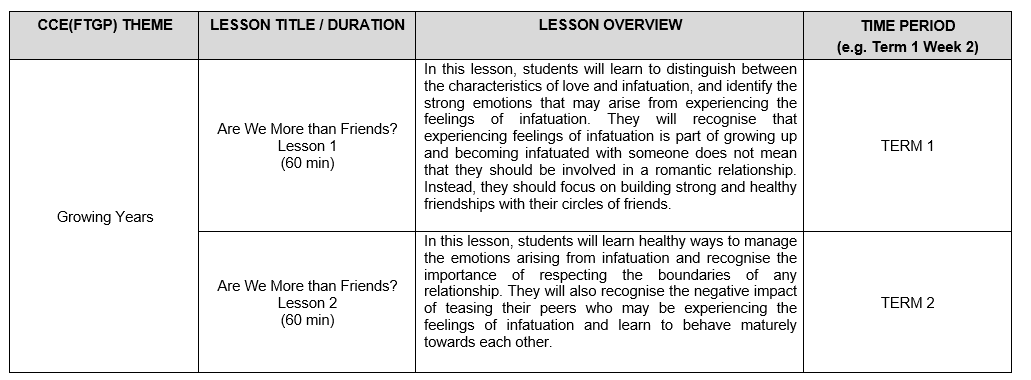 CCE(FTGP) THEME
LESSON TITLE / DURATION
LESSON OVERVIEW
TIME PERIOD
(e.g. Term 1 Week 2)
Growing Years
Are We More than Friends?
Lesson 1
(60 min)
In this lesson, students will learn to distinguish between
the characteristics of love and infatuation, and identify the
strong emotions that may arise from experiencing the
feelings of infatuation. They will recognise that
experiencing feelings of infatuation is part of growing up
and becoming infatuated with someone does not mean
that they should be involved in a romantic relationship.
Instead, they should focus on building strong and healthy
friendships with their circles of friends.
TERM 1
Are We More than Friends?
Lesson 2
(60 min)
In this lesson, students will learn healthy ways to manage
the emotions arising from infatuation and recognise the
importance of respecting the boundaries of any
relationship. They will also recognise the negative impact
of teasing their peers who may be experiencing the
feelings of infatuation and learn to behave maturely
towards each other.
TERM 2